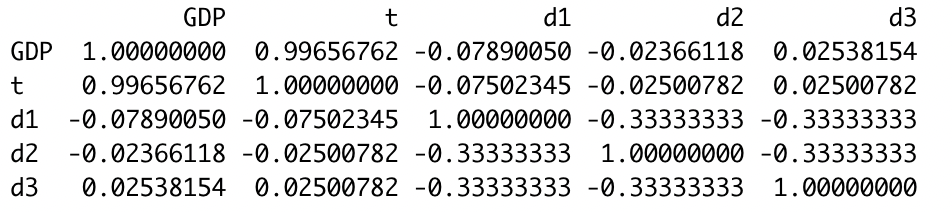 GDP t d1 d2 d3
GDP 1.00000000 0.99656762 -0.07890050 -0.02366118 0.02538154
t 0.99656762 1.00000000 -0.07502345 -0.02500782 0.02500782
d1 -0.07890050 -0.07502345 1.00000000 -0.33333333 -0.33333333
d2 -0.02366118 -0.02500782 -0.33333333 1.00000000 -0.33333333
d3 0.02538154 0.02500782 -0.33333333 -0.33333333 1.00000000